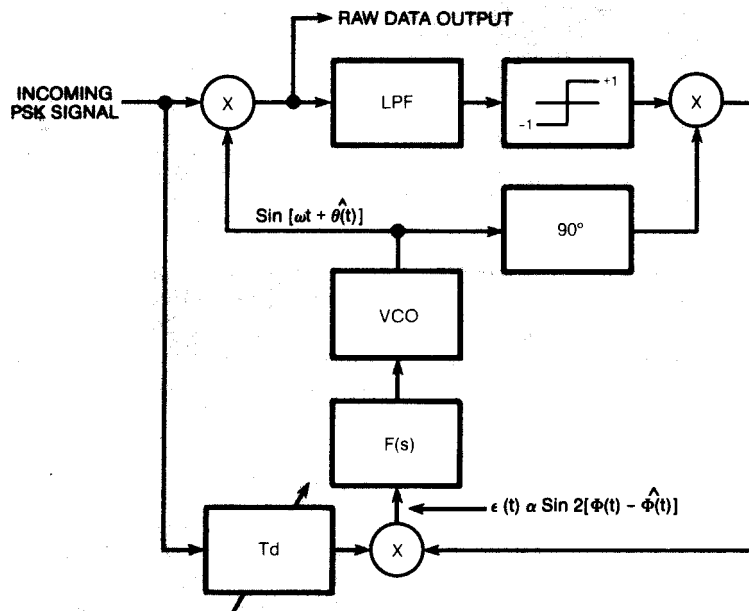 RAW DATA OUTPUT
INCOMING
PSK SIGNAL
X
LPF
+1
−1
X
Sin [ωt + θ̂(t)]
90°
VCO
F(s)
ϵ (t) α Sin 2[Φ(t) − Φ̂(t)]
Td
X